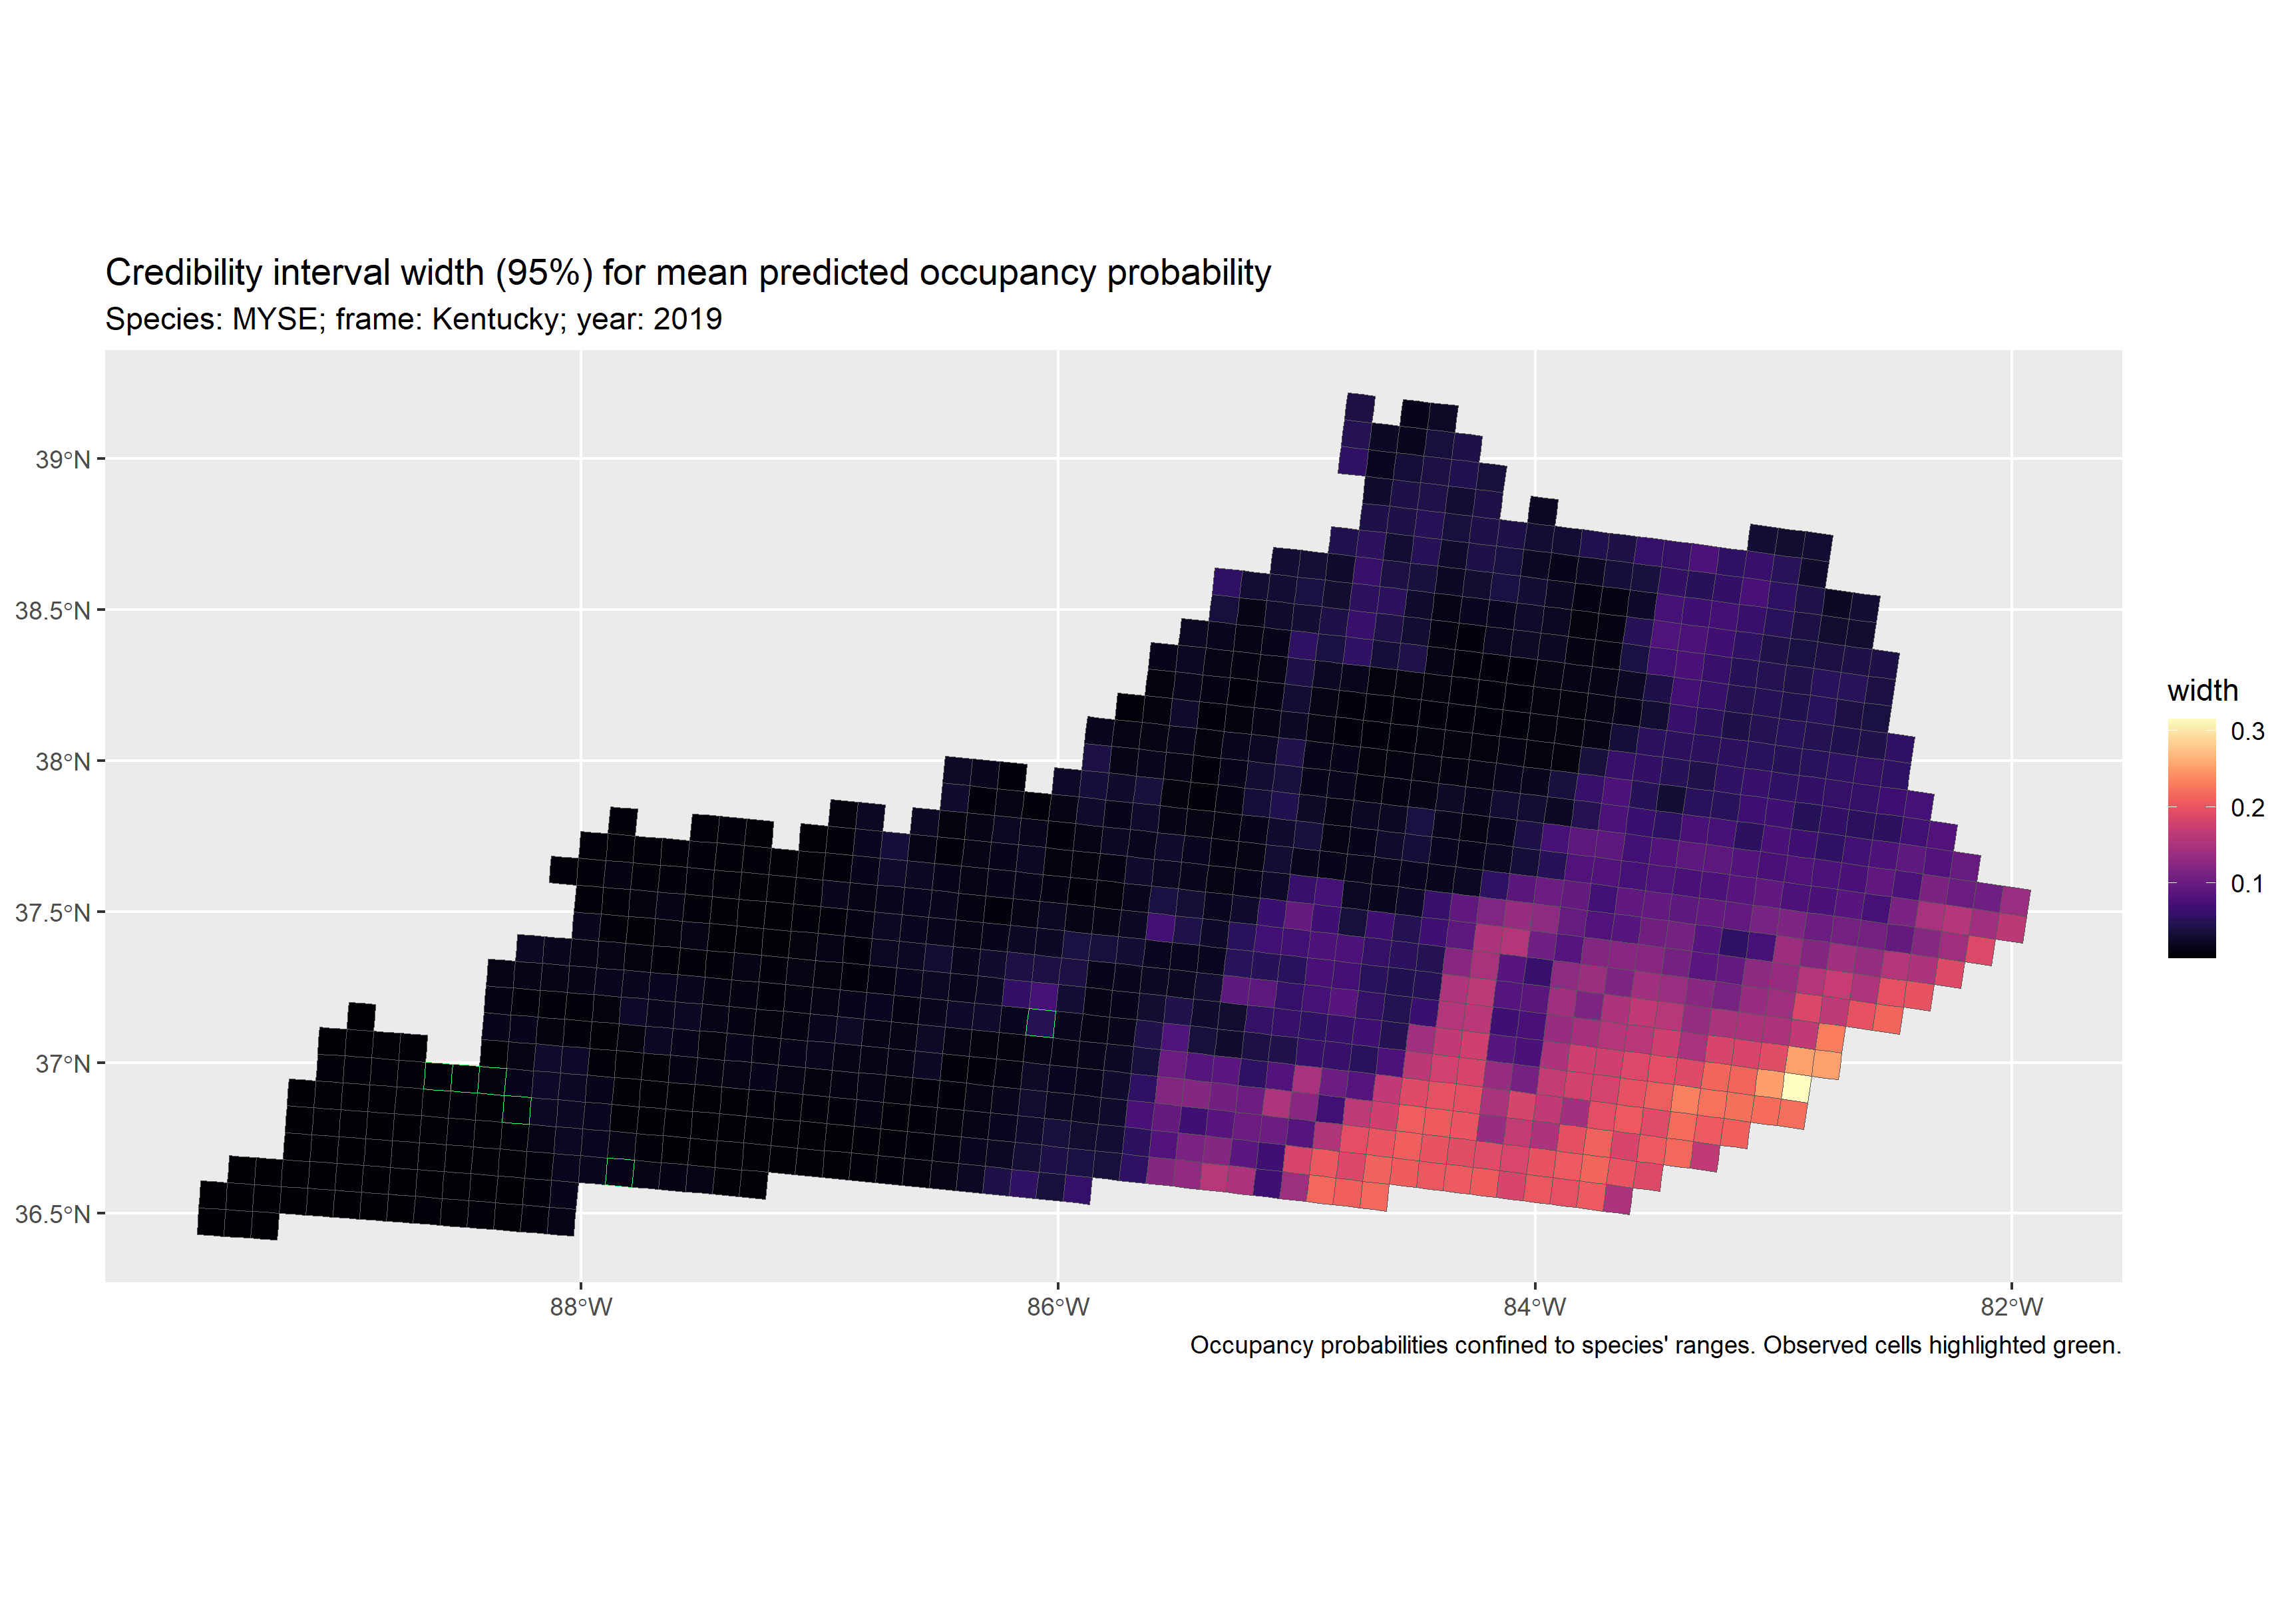 Credibility interval width (95%) for mean predicted occupancy probability
Species: MYSE; frame: Kentucky; year: 2019
39°N
38.5°N
38°N
37.5°N
37°N
36.5°N
88°W
86°W
84°W
82°W
width
0.3
0.2
0.1
Occupancy probabilities confined to species' ranges. Observed cells highlighted green.